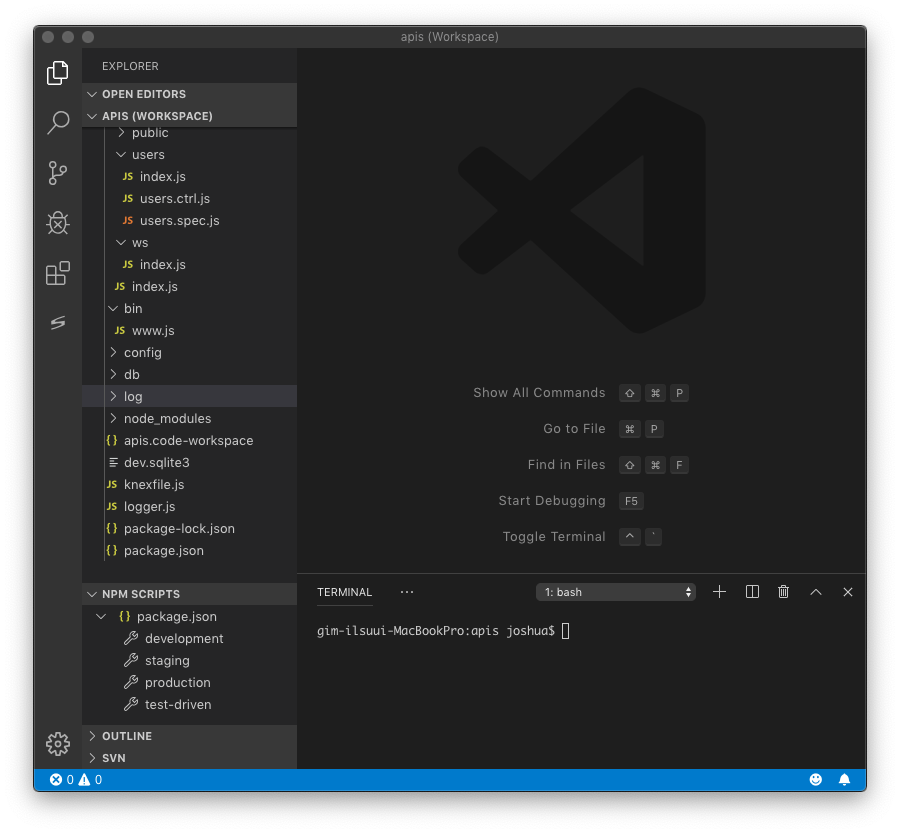 apis (Workspace)
EXPLORER
OPEN EDITORS
APIS (WORKSPACE)
public
users
JS index.js
JS users.ctrl.js
JS users.spec.js
ws
JS index.js
JS index.js
bin
JS www.js
config
db
log
node_modules
{} apis.code-workspace
dev.sqlite3
JS knexfile.js
JS logger.js
{} package-lock.json
{} package.json
NPM SCRIPTS
{} package.json
development
staging
production
test-driven
OUTLINE
SVN
Show All Commands ⇧ ⌘ P
Go to File ⌘ P
Find in Files ⇧ ⌘ F
Start Debugging F5
Toggle Terminal ^ `
TERMINAL ··· 1: bash
gim-ilsuui-MacBookPro:apis joshua$
0 0